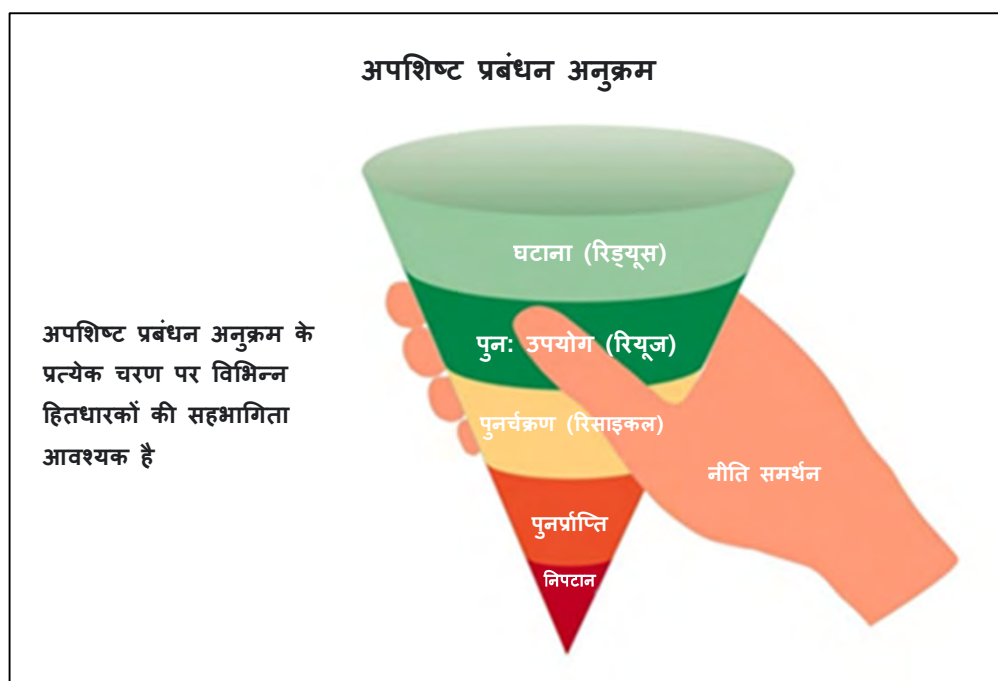 अपशिष्ट प्रबंधन अनुक्रम
घटाना (रिड्यूस)
पुन: उपयोग (रियूज)
पुनर्चक्रण (रिसाइकल)
पुनर्प्राप्ति
निपटान
नीति समर्थन
अपशिष्ट प्रबंधन अनुक्रम के
प्रत्येक चरण पर विभिन्न
हितधारकों की सहभागिता
आवश्यक है